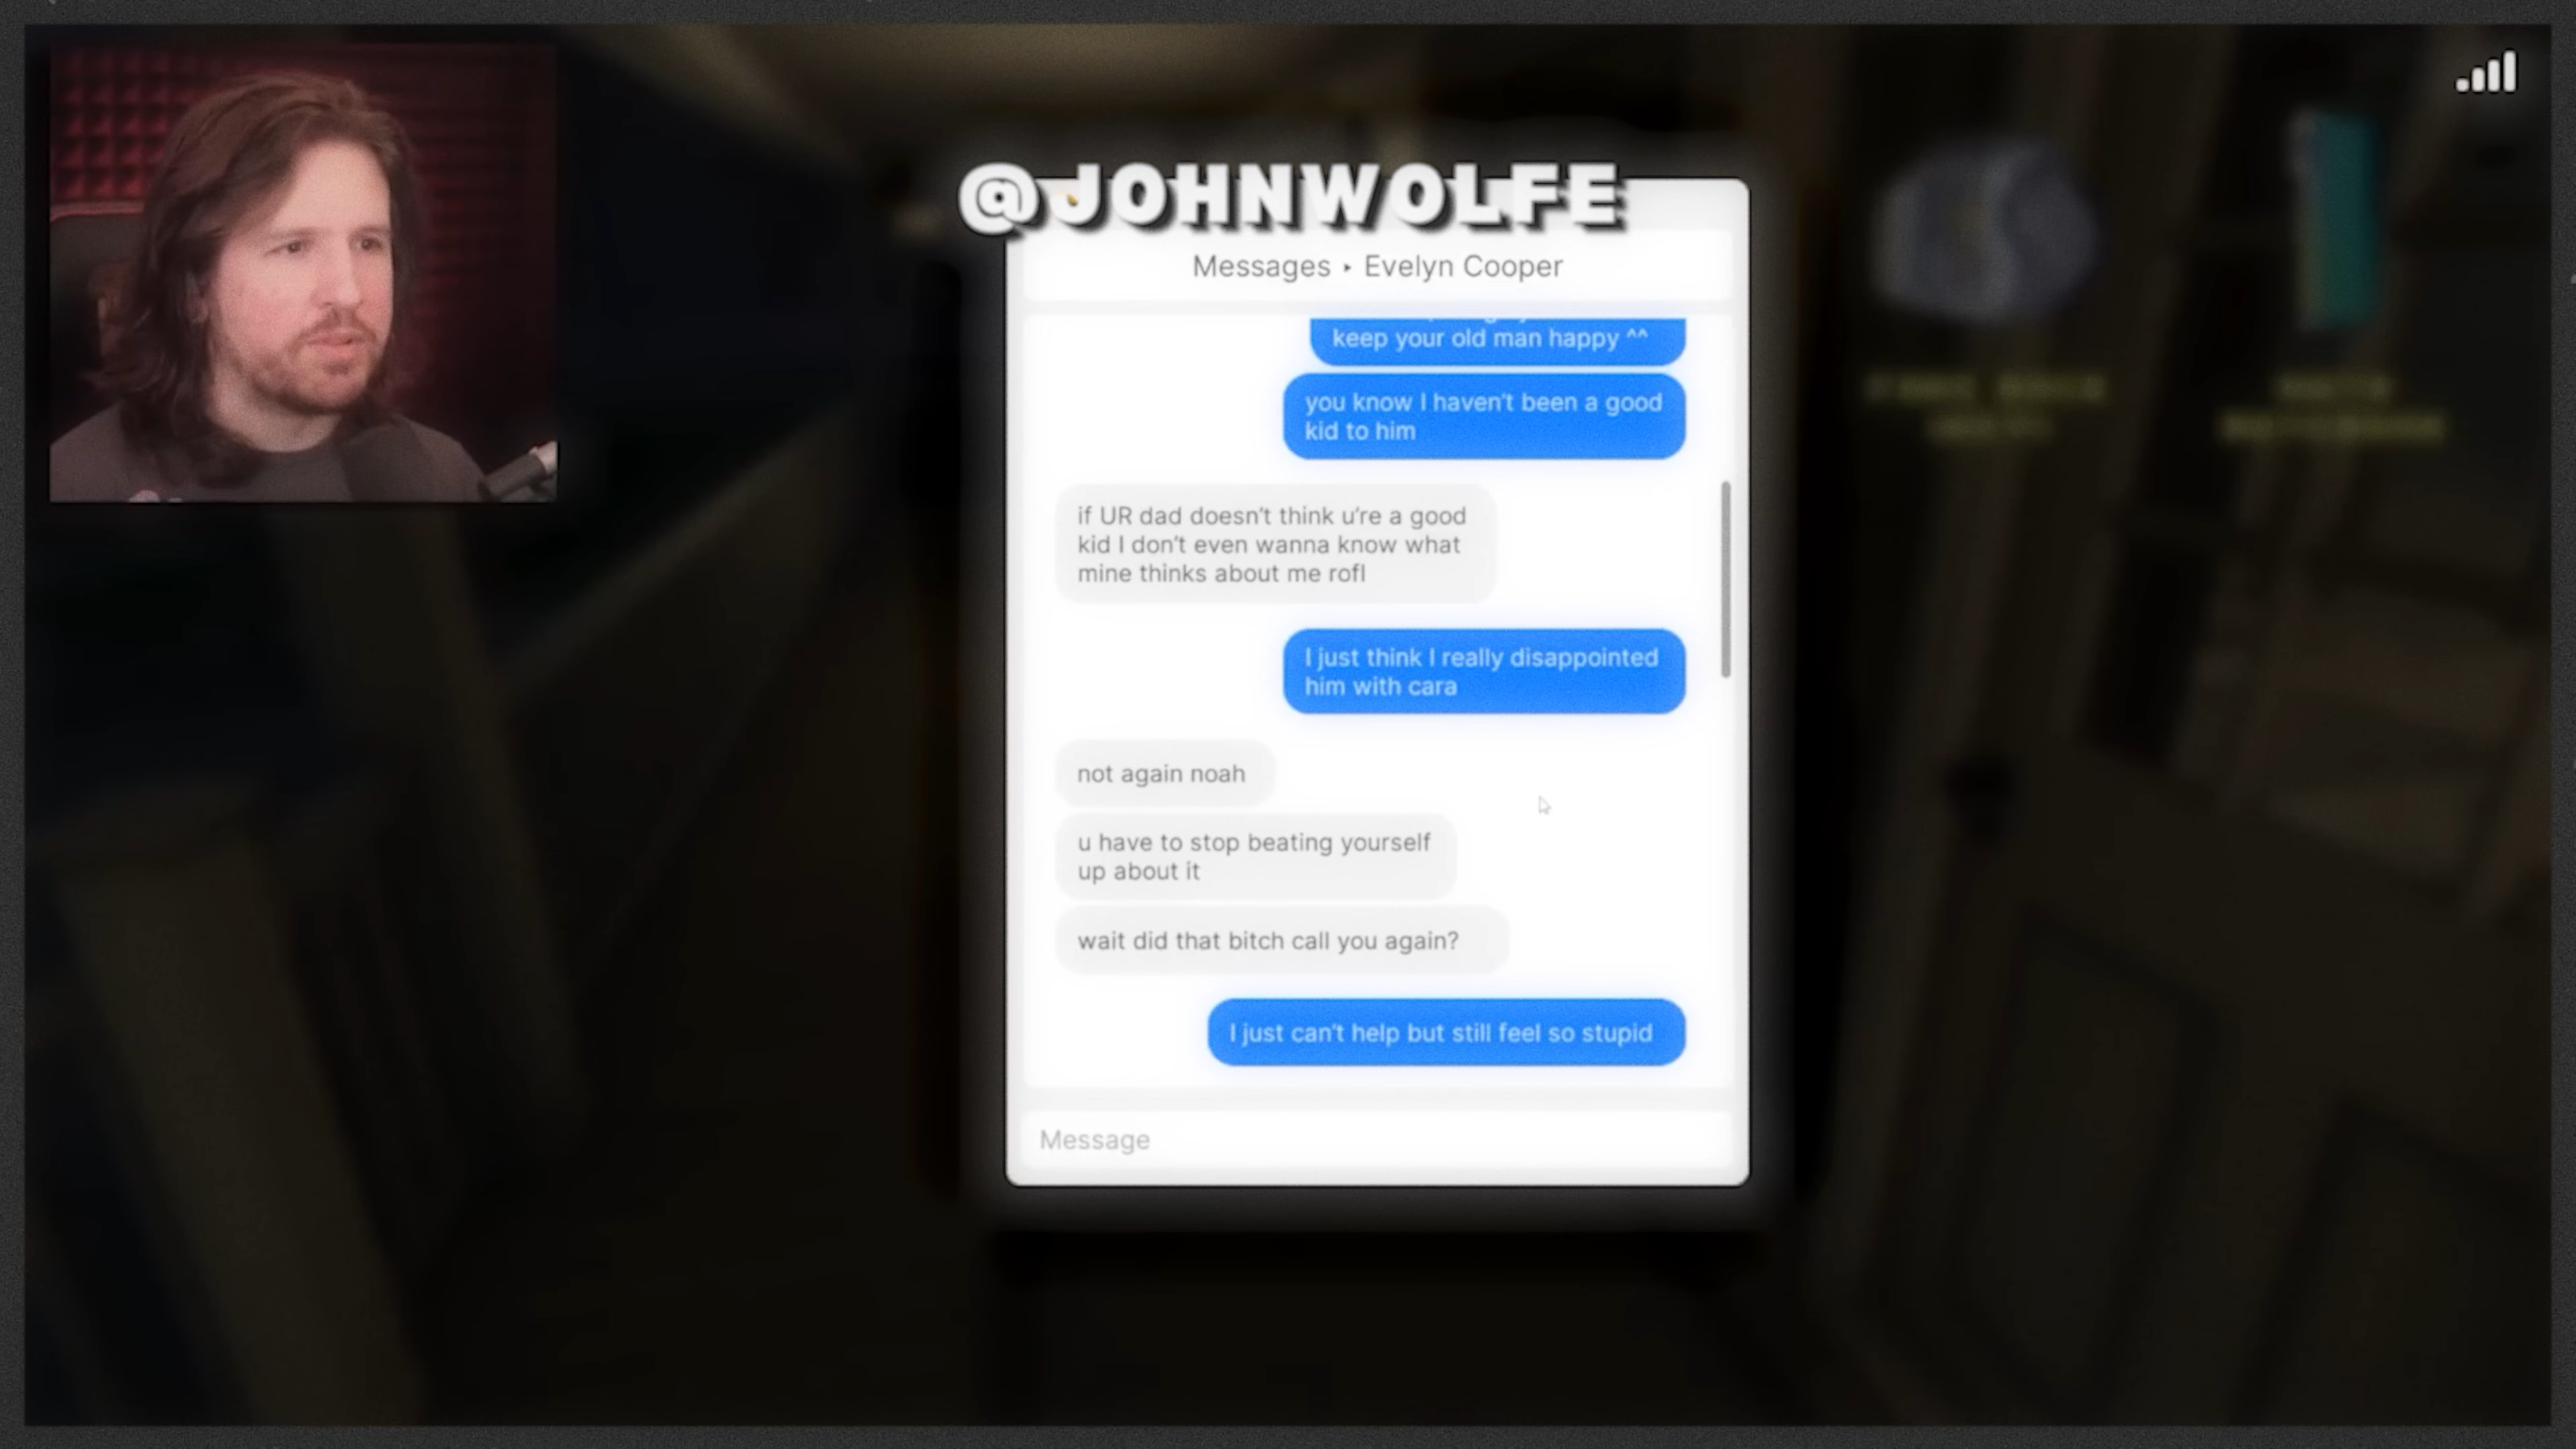 @JOHNWOLFE
Messages ‣ Evelyn Cooper
keep your old man happy ^^
you know I haven't been a good
kid to him
if UR dad doesn't think u're a good
kid I don't even wanna know what
mine thinks about me rofl
I just think I really disappointed
him with cara
not again noah
u have to stop beating yourself
up about it
wait did that bitch call you again?
I just can't help but still feel so stupid
Message